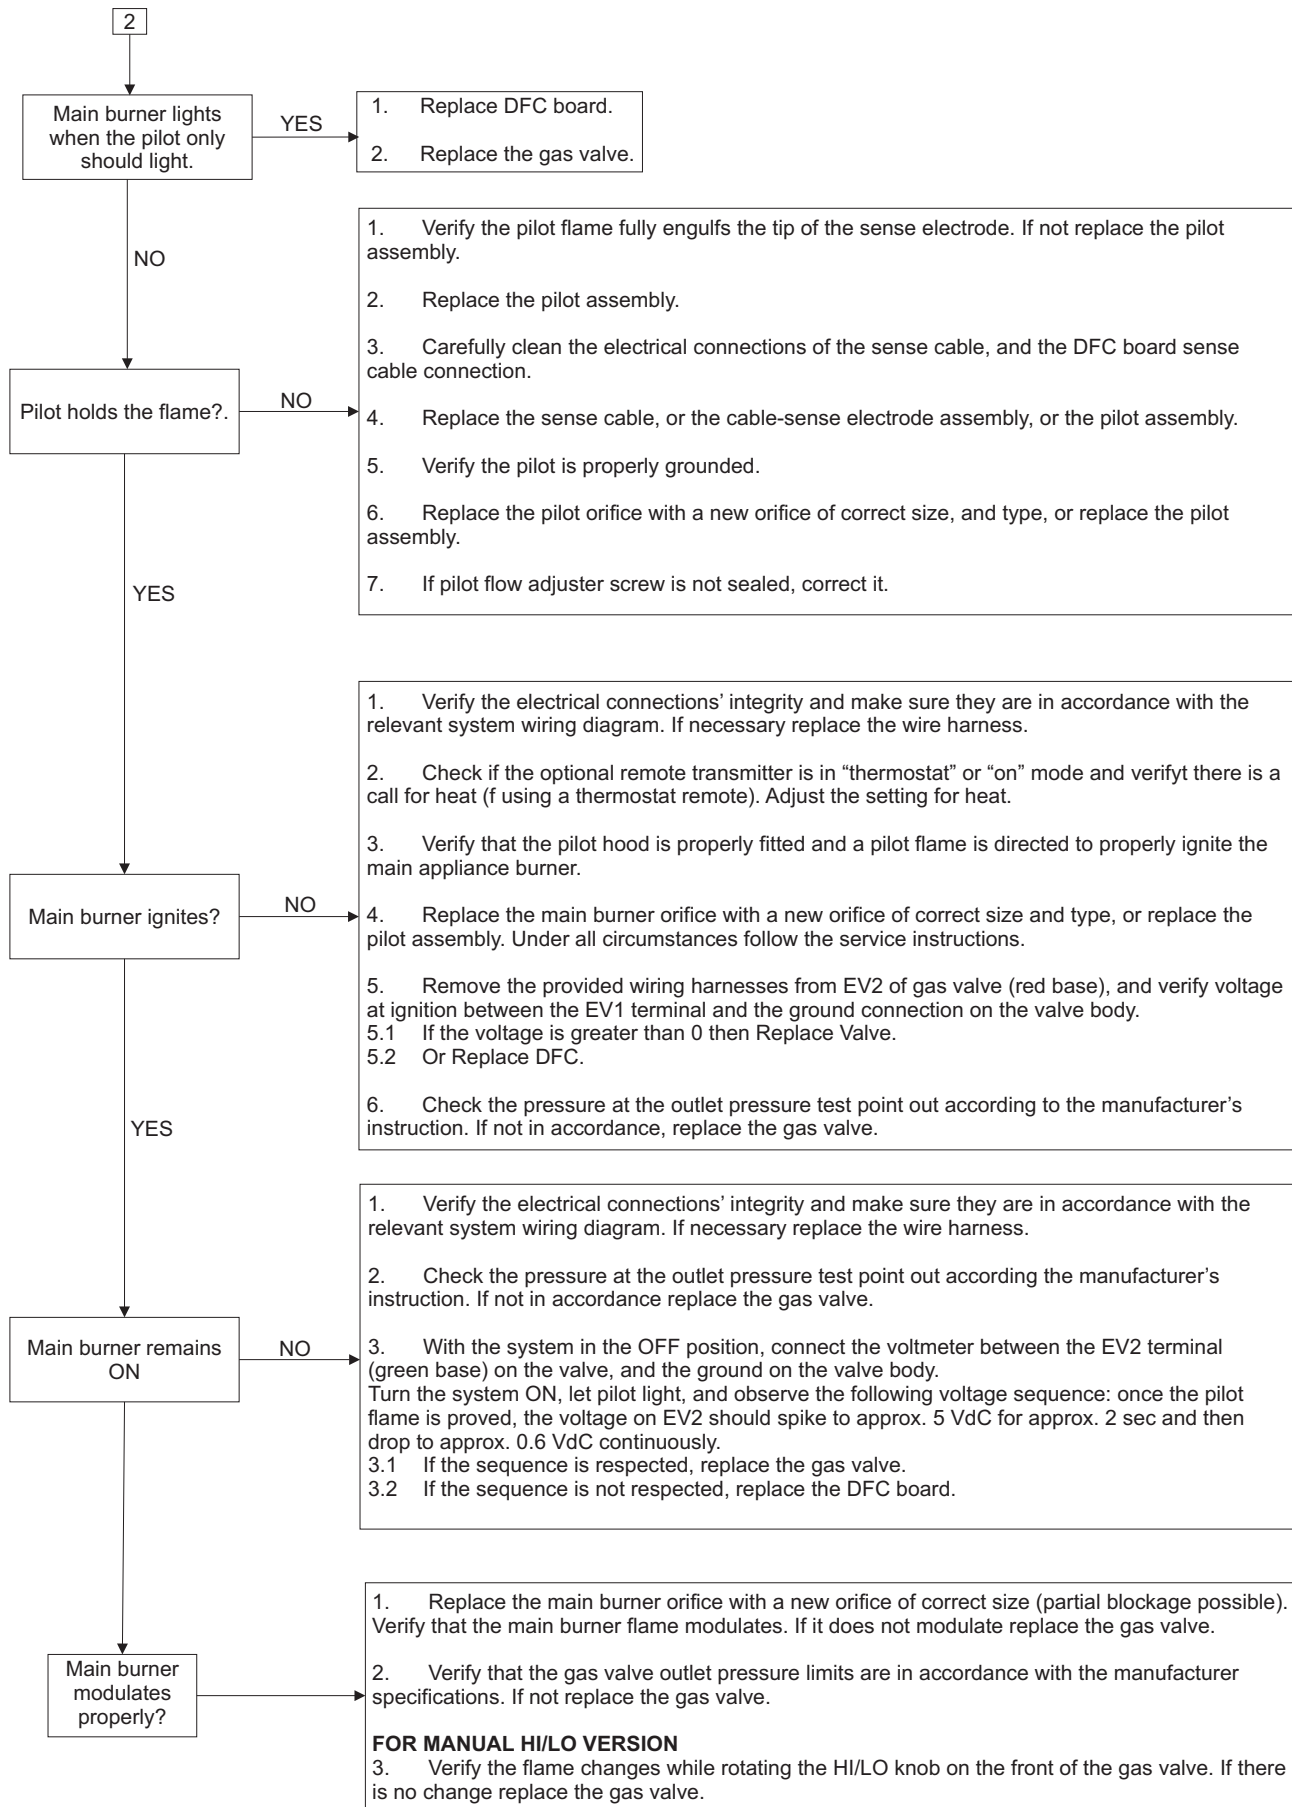 2
Main burner lights
when the pilot only
should light.
YES
1. Replace DFC board.
2. Replace the gas valve.
NO
1. Verify the pilot flame fully engulfs the tip of the sense electrode. If not replace the pilot
assembly.
2. Replace the pilot assembly.
3. Carefully clean the electrical connections of the sense cable, and the DFC board sense
cable connection.
4. Replace the sense cable, or the cable-sense electrode assembly, or the pilot assembly.
5. Verify the pilot is properly grounded.
6. Replace the pilot orifice with a new orifice of correct size, and type, or replace the pilot
assembly.
7. If pilot flow adjuster screw is not sealed, correct it.
Pilot holds the flame?.
NO
YES
1. Verify the electrical connections’ integrity and make sure they are in accordance with the
relevant system wiring diagram. If necessary replace the wire harness.
2. Check if the optional remote transmitter is in “thermostat” or “on” mode and verifyt there is a
call for heat (f using a thermostat remote). Adjust the setting for heat.
3. Verify that the pilot hood is properly fitted and a pilot flame is directed to properly ignite the
main appliance burner.
4. Replace the main burner orifice with a new orifice of correct size and type, or replace the
pilot assembly. Under all circumstances follow the service instructions.
5. Remove the provided wiring harnesses from EV2 of gas valve (red base), and verify voltage
at ignition between the EV1 terminal and the ground connection on the valve body.
5.1 If the voltage is greater than 0 then Replace Valve.
5.2 Or Replace DFC.
6. Check the pressure at the outlet pressure test point out according to the manufacturer’s
instruction. If not in accordance, replace the gas valve.
Main burner ignites?
NO
YES
1. Verify the electrical connections’ integrity and make sure they are in accordance with the
relevant system wiring diagram. If necessary replace the wire harness.
2. Check the pressure at the outlet pressure test point out according the manufacturer’s
instruction. If not in accordance replace the gas valve.
3. With the system in the OFF position, connect the voltmeter between the EV2 terminal
(green base) on the valve, and the ground on the valve body.
Turn the system ON, let pilot light, and observe the following voltage sequence: once the pilot
flame is proved, the voltage on EV2 should spike to approx. 5 VdC for approx. 2 sec and then
drop to approx. 0.6 VdC continuously.
3.1 If the sequence is respected, replace the gas valve.
3.2 If the sequence is not respected, replace the DFC board.
Main burner remains
ON
NO
1. Replace the main burner orifice with a new orifice of correct size (partial blockage possible).
Verify that the main burner flame modulates. If it does not modulate replace the gas valve.
2. Verify that the gas valve outlet pressure limits are in accordance with the manufacturer
specifications. If not replace the gas valve.
FOR MANUAL HI/LO VERSION
3. Verify the flame changes while rotating the HI/LO knob on the front of the gas valve. If there
is no change replace the gas valve.
Main burner
modulates
properly?